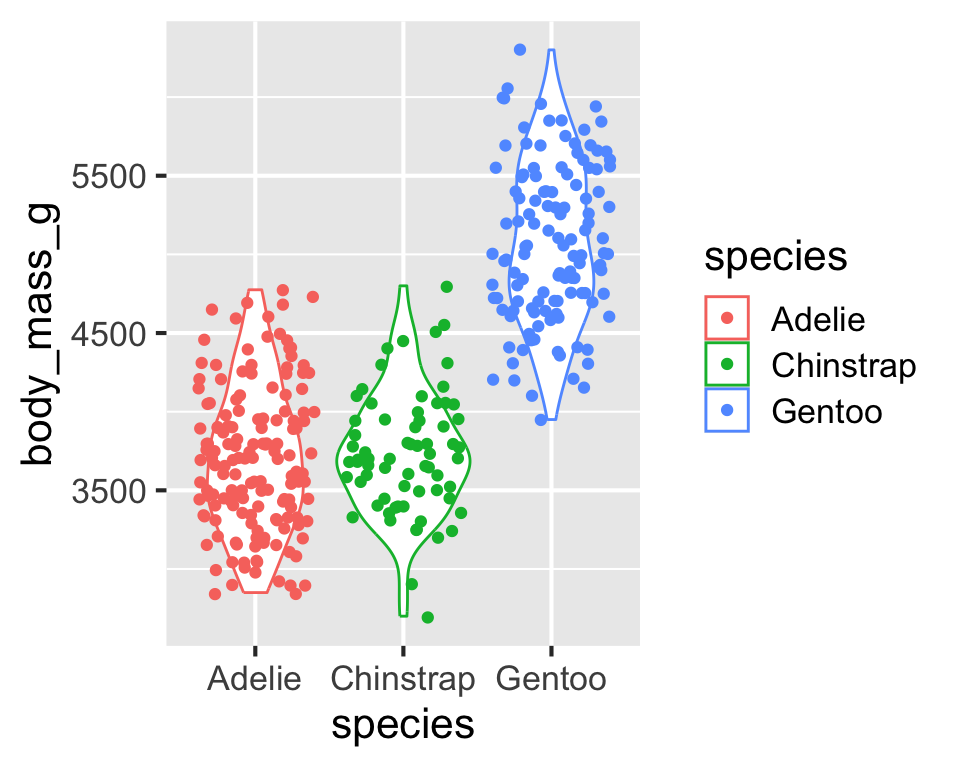 body_mass_g
5500
4500
3500
Adelie
Chinstrap
Gentoo
species
species
Adelie
Chinstrap
Gentoo